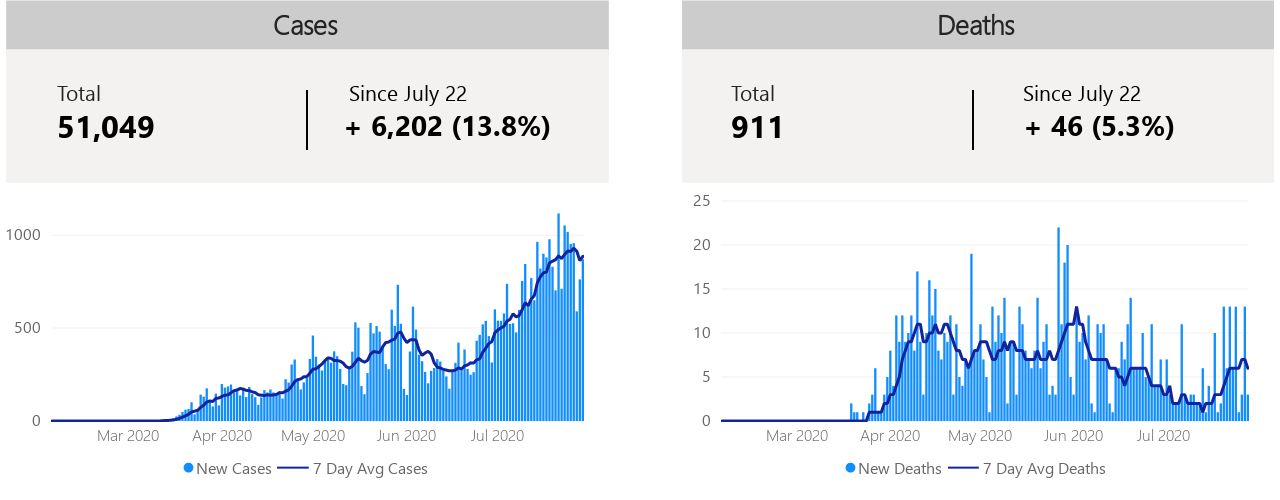 Cases
Total
51,049
Since July 22
+ 6,202 (13.8%)
1000
500
0
Mar 2020 Apr 2020 May 2020 Jun 2020 Jul 2020
New Cases 7 Day Avg Cases
Deaths
Total
911
Since July 22
+ 46 (5.3%)
25
20
15
10
5
0
Mar 2020 Apr 2020 May 2020 Jun 2020 Jul 2020
New Deaths 7 Day Avg Deaths